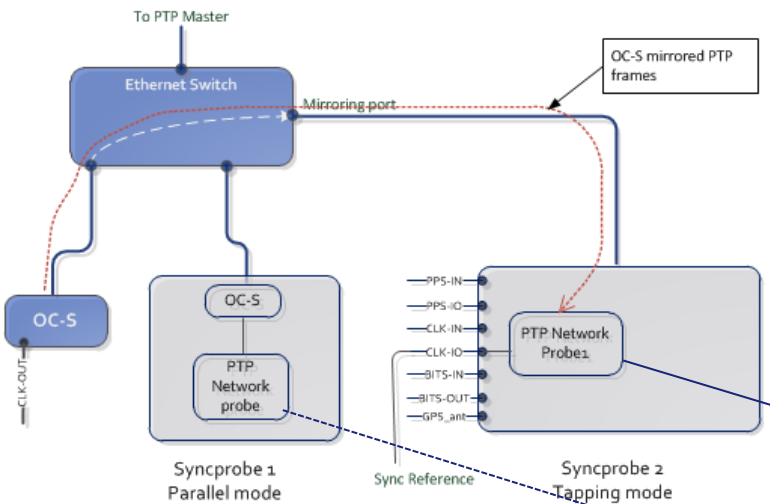 To PTP Master
Ethernet Switch
OC-S mirrored PTP
frames
Mirroring port
OC-S
CLK-OUT
OC-S
PTP
Network
probe
PPS-IN
PPS-IO
CLK-IN
CLK-IO
BITS-IN
BITS-OUT
GPS_ant
PTP Network
Probe1
Sync Reference
Syncprobe 1
Parallel mode
Syncprobe 2
Tapping mode